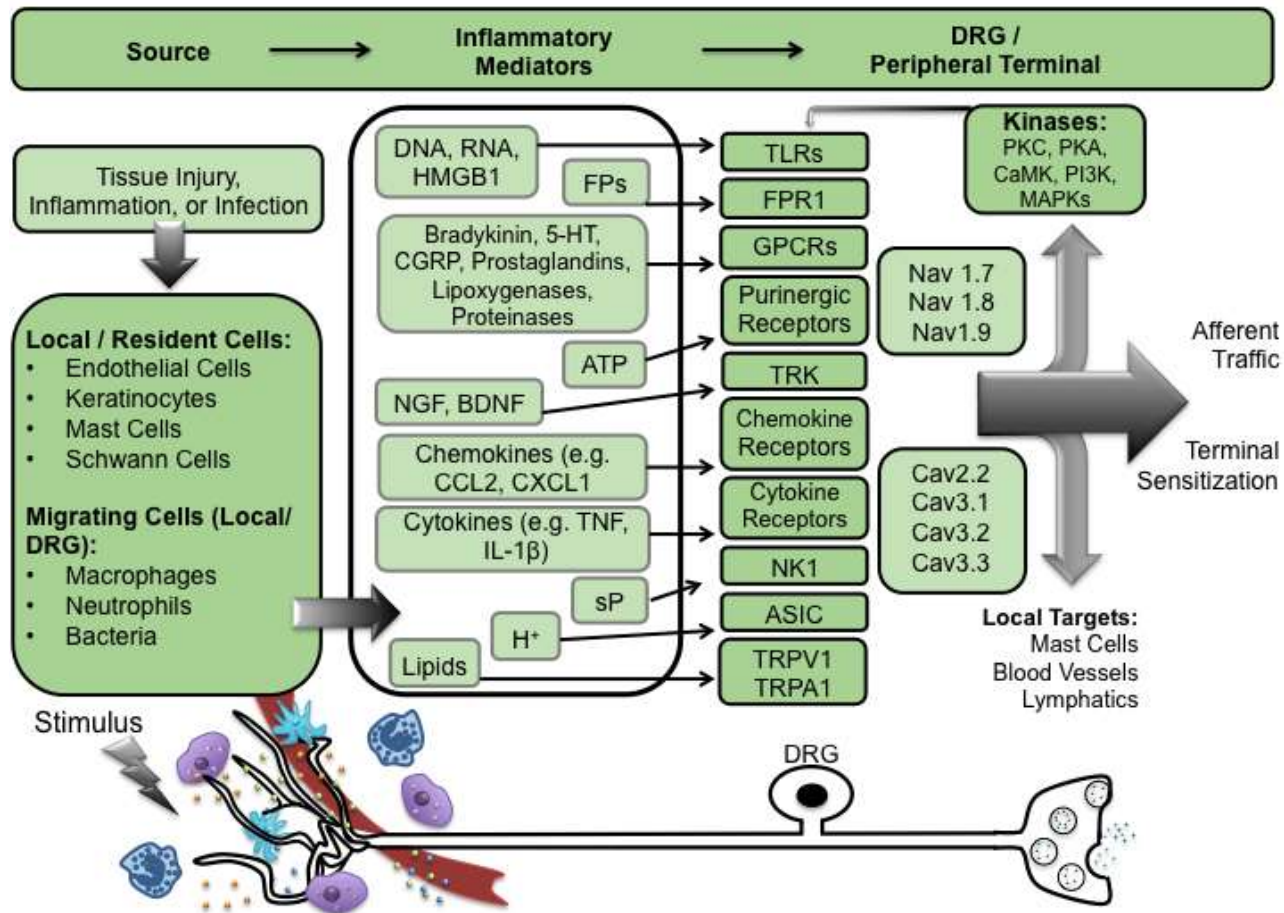 Source
Inflammatory
Mediators
DRG /
Peripheral Terminal
Tissue Injury,
Inflammation, or Infection
Local / Resident Cells:
• Endothelial Cells
• Keratinocytes
• Mast Cells
• Schwann Cells
Migrating Cells (Local/
DRG):
• Macrophages
• Neutrophils
• Bacteria
DNA, RNA,
HMGB1
FPs
Bradykinin, 5-HT,
CGRP, Prostaglandins,
Lipoxygenases,
Proteinases
ATP
NGF, BDNF
Chemokines (e.g.
CCL2, CXCL1
Cytokines (e.g. TNF,
IL-1β)
sP
H⁺
Lipids
TLRs
FPR1
GPCRs
Purinergic
Receptors
TRK
Chemokine
Receptors
Cytokine
Receptors
NK1
ASIC
TRPV1
TRPA1
Kinases:
PKC, PKA,
CaMK, PI3K,
MAPKs
Nav 1.7
Nav 1.8
Nav1.9
Cav2.2
Cav3.1
Cav3.2
Cav3.3
Afferent
Traffic
Terminal
Sensitization
Local Targets:
Mast Cells
Blood Vessels
Lymphatics
Stimulus
DRG